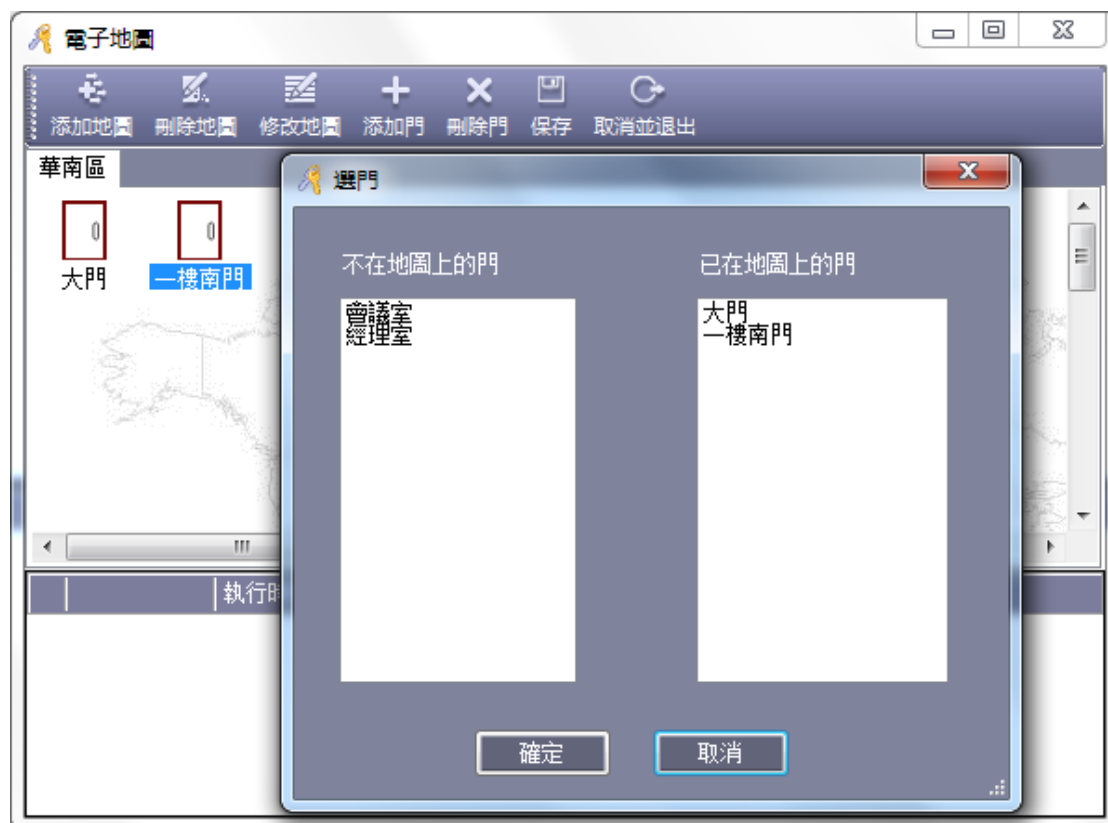 電子地圖
添加地圖 刪除地圖 修改地圖 添加門 刪除門 保存 取消並退出
華南區
選門
大門 一樓南門
不在地圖上的門 已在地圖上的門
會議室 大門
經理室 一樓南門
執行時
確定 取消